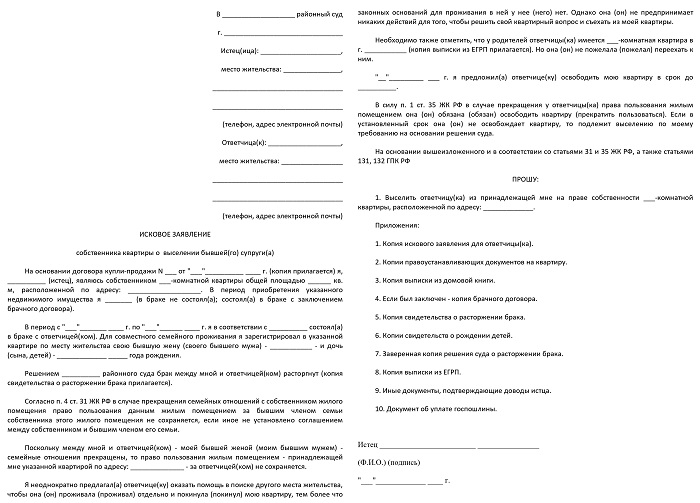 В ____________________ районный суд
г. _________________________
Истец(ица): ______________________,
место жительства: ________________,
____________________________________
____________________________________
(телефон, адрес электронной почты)
Ответчица(к): ____________________,
место жительства: ________________
____________________________________
____________________________________
(телефон, адрес электронной почты)
ИСКОВОЕ ЗАЯВЛЕНИЕ
собственника квартиры о выселении бывшей(го) супруги(а)
На основании договора купли-продажи N ___ от "___"__________ ____ г. (копия прилагается) я,
__________ (истец), являюсь собственником ___-комнатной квартиры общей площадью ______ кв.
м, расположенной по адресу: ____________________. В период приобретения указанного
недвижимого имущества я _______ (в браке не состоял(а); состоял(а) в браке с заключением
брачного договора).
В период с "___"_______ ____ г. по "___"______ ____ г. я в соответствии с __________ состоял(а)
в браке с ответчицей(ком). Для совместного семейного проживания я зарегистрировал в указанной
квартире по месту жительства свою бывшую жену (своего бывшего мужа) - ___________ - и дочь
(сына, детей) - _____________ _____ года рождения.
Решением __________ районного суда брак между мной и ответчицей(ком) расторгнут (копия
свидетельства о расторжении брака прилагается).
Согласно п. 4 ст. 31 ЖК РФ в случае прекращения семейных отношений с собственником жилого
помещения право пользования данным жилым помещением за бывшим членом семьи
собственника этого жилого помещения не сохраняется, если иное не установлено соглашением
между собственником и бывшим членом его семьи.
Поскольку между мной и ответчицей(ком) - моей бывшей женой (моим бывшим мужем) -
семейные отношения прекращены, то право пользования жилым помещением - принадлежащей
мне указанной квартирой по адресу: _______________ - за ответчицей(ком) не сохраняется.
Я неоднократно предлагал(а) ответчице(ку) оказать помощь в поиске другого места жительства,
чтобы она (он) проживала (проживал) отдельно и покинула (покинул) мою квартиру, тем более что
законных оснований для проживания в ней у нее (него) нет. Однако она (он) не предпринимает
никаких действий для того, чтобы решить свой квартирный вопрос и съехать из моей квартиры.
Необходимо также отметить, что у родителей ответчицы(ка) имеется ___-комнатная квартира в
г. ___________ (копия выписки из ЕГРП прилагается). Но она (он) не пожелала (пожелал) переехать к
ним.
"__"_________ ___ г. я предложил(а) ответчице(ку) освободить мою квартиру в срок до
__________.
В силу п. 1 ст. 35 ЖК РФ в случае прекращения у ответчицы(ка) права пользования жилым
помещением она (он) обязана (обязан) освободить квартиру (прекратить пользоваться). Если в
установленный срок она (он) не освобождает квартиру, то подлежит выселению по моему
требованию на основании решения суда.
На основании вышеизложенного и в соответствии со статьями 31 и 35 ЖК РФ, а также статьями
131, 132 ГПК РФ
ПРОШУ:
1. Выселить ответчицу(ка) из принадлежащей мне на праве собственности ___-комнатной
квартиры, расположенной по адресу: ______________.
Приложения:
1. Копия искового заявления для ответчицы(ка).
2. Копии правоустанавливающих документов на квартиру.
3. Копия выписки из домовой книги.
4. Если был заключен - копия брачного договора.
5. Копия свидетельства о расторжении брака.
6. Копии свидетельств о рождении детей.
7. Заверенная копия решения суда о расторжении брака.
8. Копия выписки из ЕГРП.
9. Иные документы, подтверждающие доводы истца.
10. Документ об уплате госпошлины.
Истец _________________________ ________________
(Ф.И.О.) (подпись)
"___"________________ ____ г.